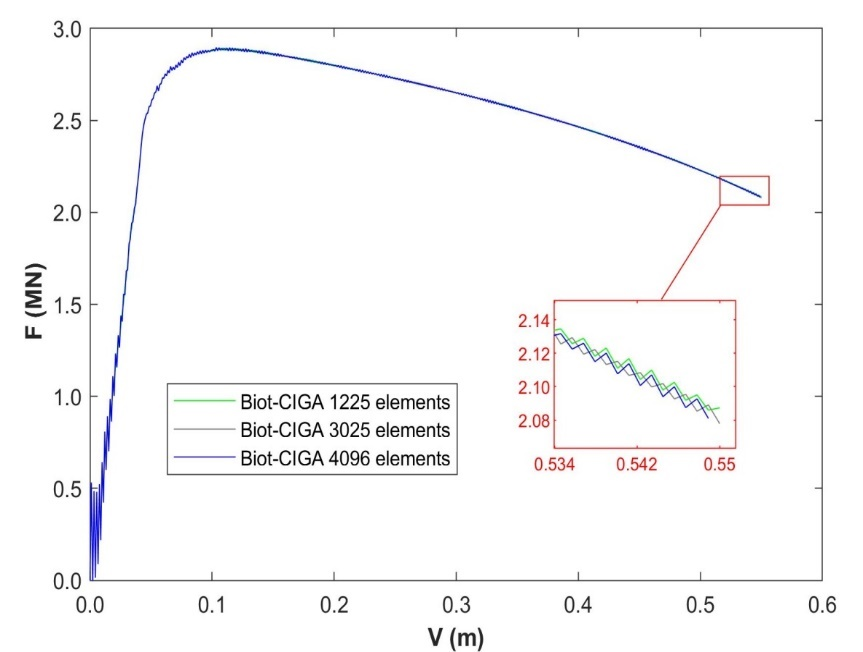 3.0
2.5
2.0
1.5
1.0
0.5
0.0
F (MN)
0.0 0.1 0.2 0.3 0.4 0.5 0.6
V (m)
Biot-CIGA 1225 elements
Biot-CIGA 3025 elements
Biot-CIGA 4096 elements
2.14
2.12
2.10
2.08
0.534 0.542 0.55